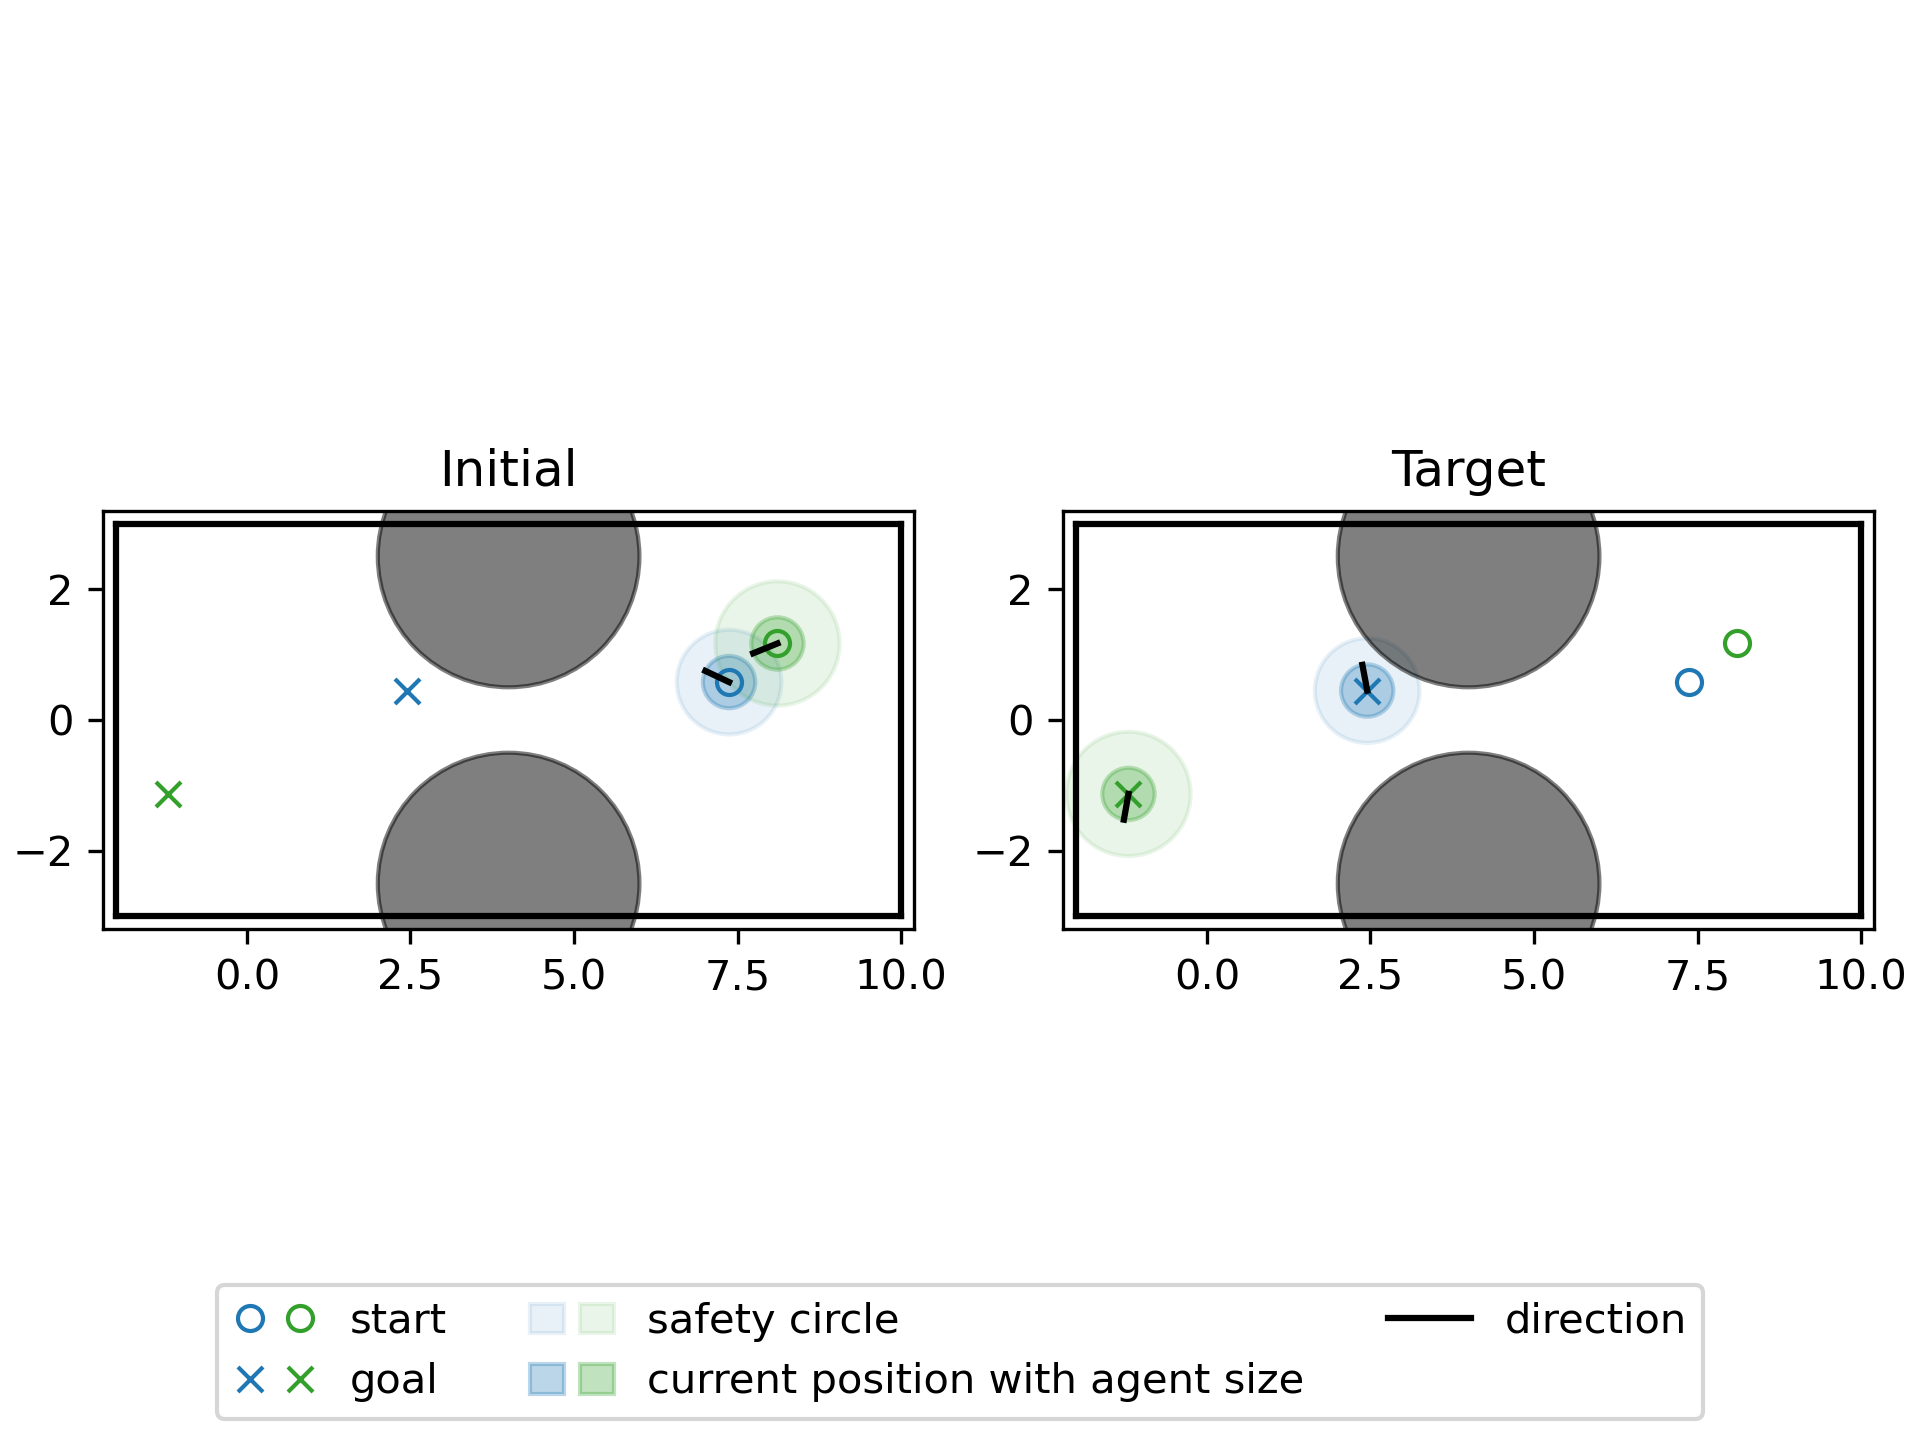 Initial
Target
2
0
−2
0.0 2.5 5.0 7.5 10.0
2
0
−2
0.0 2.5 5.0 7.5 10.0
start
goal
safety circle
current position with agent size
direction